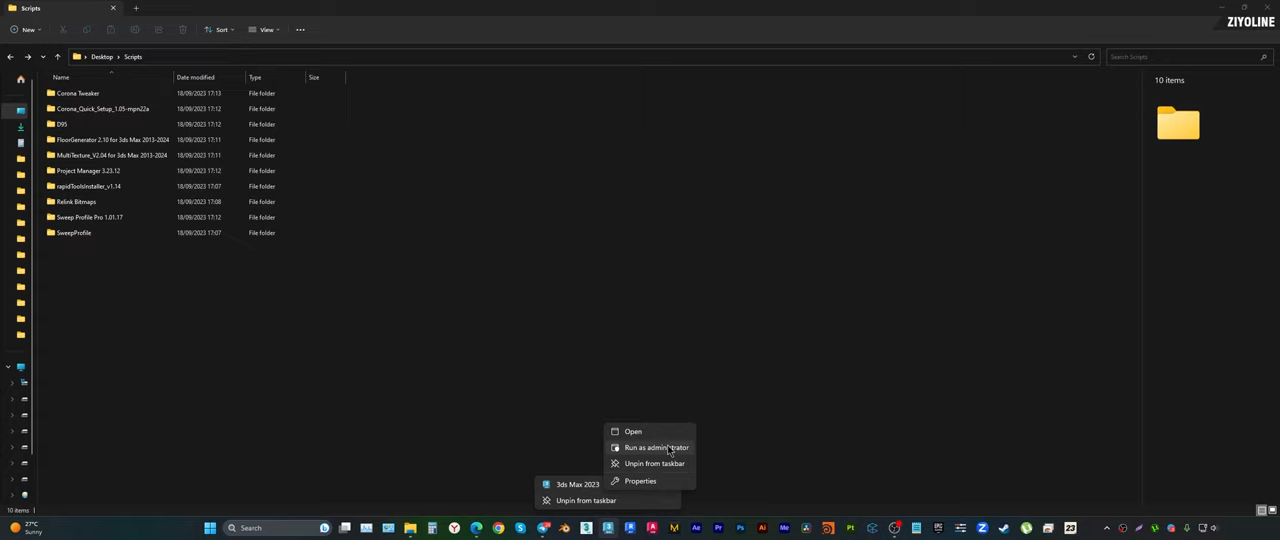 Scripts
ZIYOLINE
New
Sort
View
Desktop
Scripts
Search Scripts
Name
Date modified
Type
Size
10 items
Corona Tweaker 18/09/2023 17:13 File folder
Corona_Quick_Setup_1.05-mpn22a 18/09/2023 17:12 File folder
D95 18/09/2023 17:12 File folder
FloorGenerator 2.10 for 3ds Max 2013-2024 18/09/2023 17:11 File folder
MultiTexture_V2.04 for 3ds Max 2013-2024 18/09/2023 17:11 File folder
Project Manager 3.23.12 18/09/2023 17:12 File folder
rapidToolsInstaller_v1.14 18/09/2023 17:07 File folder
Relink Bitmaps 18/09/2023 17:08 File folder
Sweep Profile Pro 1.01.17 18/09/2023 17:12 File folder
SweepProfile 18/09/2023 17:07 File folder
Open
Run as administrator
Unpin from taskbar
Properties
3ds Max 2023
Unpin from taskbar
10 items
27°C
Sunny
Search
Ae
Pr
Ps
Ai
Me
Pt
23